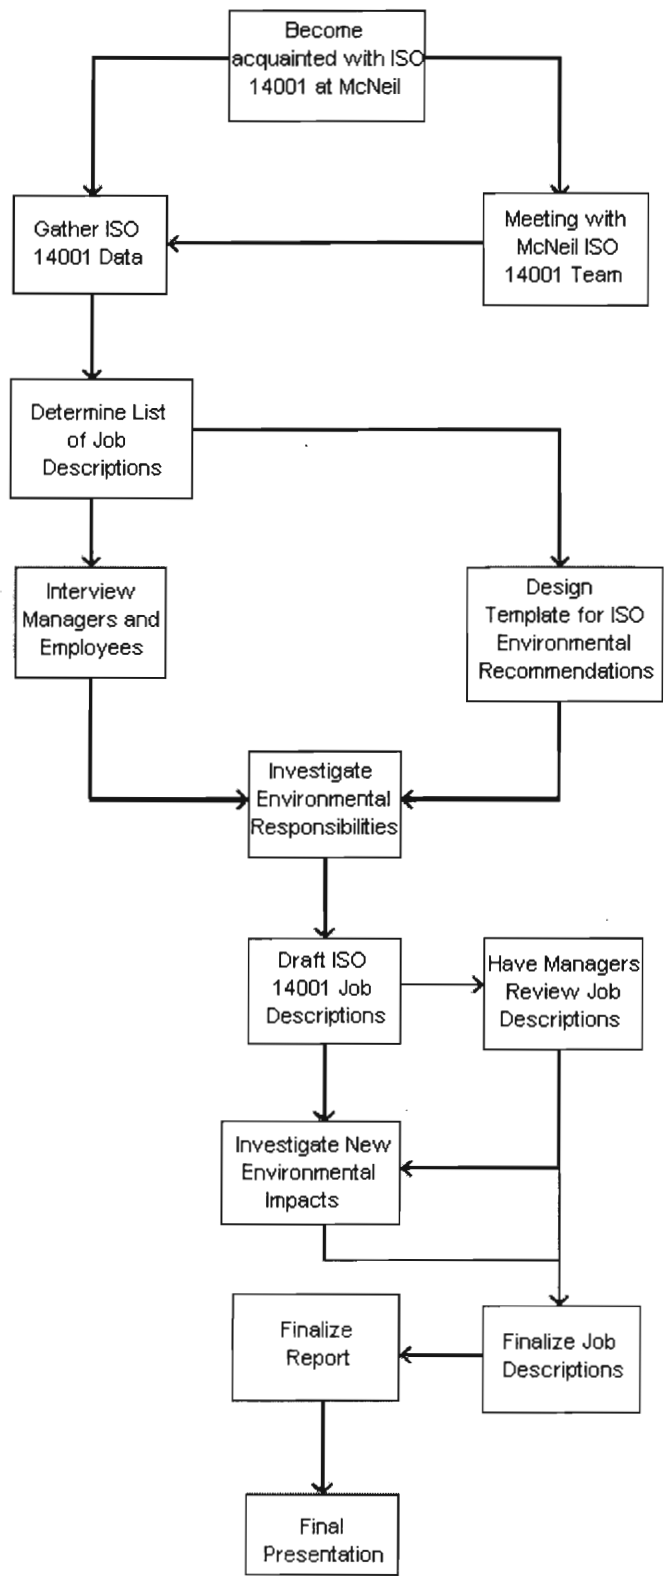 Become
acquainted with ISO
14001 at McNeil
Gather ISO
14001 Data
Meeting with
McNeil ISO
14001 Team
Determine List
of Job
Descriptions
Interview
Managers and
Employees
Design
Template for ISO
Environmental
Recommendations
Investigate
Environmental
Responsibilities
Draft ISO
14001 Job
Descriptions
Have Managers
Review Job
Descriptions
Investigate New
Environmental
Impacts
Finalize
Report
Finalize Job
Descriptions
Final
Presentation